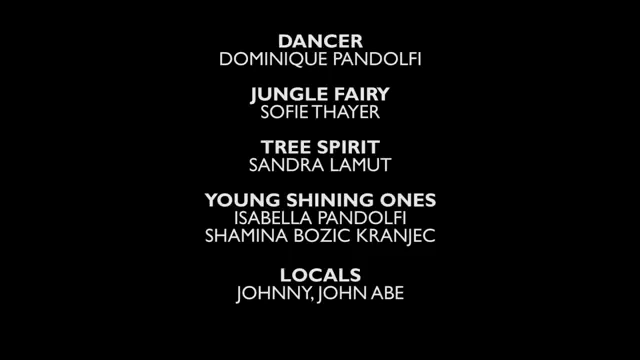 DANCER
DOMINIQUE PANDOLFI
JUNGLE FAIRY
SOFIE THAYER
TREE SPIRIT
SANDRA LAMUT
YOUNG SHINING ONES
ISABELLA PANDOLFI
SHAMINA BOZIC KRANJEC
LOCALS
JOHNNY, JOHN ABE